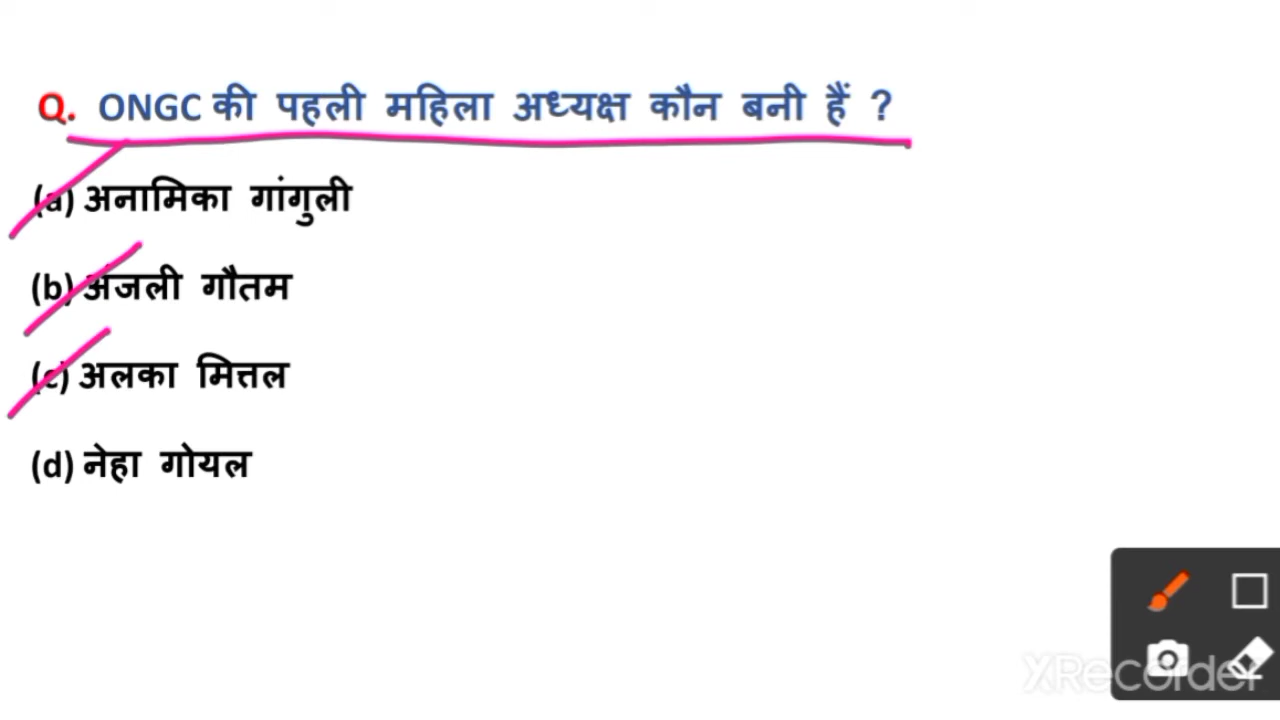 Q. ONGC की पहली महिला अध्यक्ष कौन बनी हैं ?
(a) अनामिका गांगुली
(b) अंजली गौतम
(c) अलका मित्तल
(d) नेहा गोयल
XRecorder